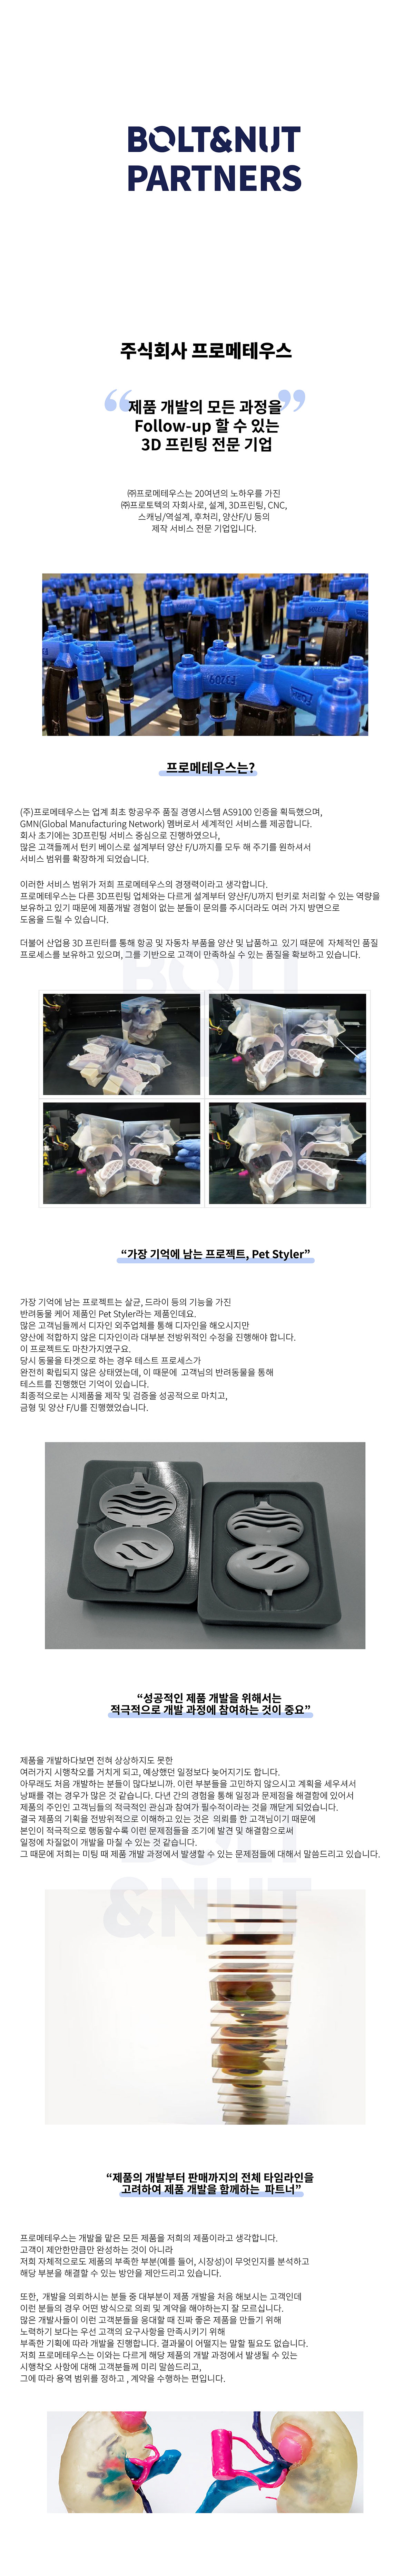 BOLT&NUT
PARTNERS
주식회사 프로메테우스
“제품 개발의 모든 과정을”
Follow-up 할 수 있는
3D 프린팅 전문 기업
㈜프로메테우스는 20여년의 노하우를 가진
㈜프로토텍의 자회사로, 설계, 3D프린팅, CNC,
스캐닝/역설계, 후처리, 양산F/U 등의
제작 서비스 전문 기업입니다.
프로메테우스는?
(주)프로메테우스는 업계 최초 항공우주 품질 경영시스템 AS9100 인증을 획득했으며,
GMN(Global Manufacturing Network) 멤버로서 세계적인 서비스를 제공합니다.
회사 초기에는 3D프린팅 서비스 중심으로 진행하였으나,
많은 고객들께서 턴키 베이스로 설계부터 양산 F/U까지를 모두 해 주기를 원하셔서
서비스 범위를 확장하게 되었습니다.
이러한 서비스 범위가 저희 프로메테우스의 경쟁력이라고 생각합니다.
프로메테우스는 다른 3D프린팅 업체와는 다르게 설계부터 양산F/U까지 턴키로 처리할 수 있는 역량을
보유하고 있기 때문에 제품개발 경험이 없는 분들이 문의를 주시더라도 여러 가지 방면으로
도움을 드릴 수 있습니다.
더불어 산업용 3D 프린터를 통해 항공 및 자동차 부품을 양산 및 납품하고 있기 때문에 자체적인 품질
프로세스를 보유하고 있으며, 그를 기반으로 고객이 만족하실 수 있는 품질을 확보하고 있습니다.
BOLT
“가장 기억에 남는 프로젝트, Pet Styler”
가장 기억에 남는 프로젝트는 살균, 드라이 등의 기능을 가진
반려동물 케어 제품인 Pet Styler라는 제품인데요.
많은 고객님들께서 디자인 외주업체를 통해 디자인을 해오시지만
양산에 적합하지 않은 디자인이라 대부분 전방위적인 수정을 진행해야 합니다.
이 프로젝트도 마찬가지였데요.
당시 동물을 타겟으로 하는 경우 테스트 프로세스가
완전히 확립되지 않은 상태였는데, 이 때문에 고객님의 반려동물을 통해
테스트를 진행했던 기억이 있습니다.
최종적으로는 시제품을 제작 및 검증을 성공적으로 마치고,
금형 및 양산 F/U를 진행했었습니다.
“성공적인 제품 개발을 위해서는
적극적으로 개발 과정에 참여하는 것이 중요”
제품을 개발하다보면 전혀 상상하지도 못한
여러가지 시행착오를 거치게 되고, 예상했던 일정보다 늦어지기도 합니다.
아무래도 처음 개발하는 분들이 많다보니까. 이런 부분들을 고민하지 않으시고 계획을 세우셔서
낭패를 겪는 경우가 많은 것 같습니다. 다년 간의 경험을 통해 일정과 문제점을 해결함에 있어서
제품의 주인인 고객님들의 적극적인 관심과 참여가 필수적이라는 것을 깨닫게 되었습니다.
결국 제품의 기획을 전방위적으로 이해하고 있는 것은 의뢰를 한 고객님이기 때문에
본인이 적극적으로 행동할수록 이런 문제점들을 조기에 발견 및 해결함으로써
일정에 차질없이 개발을 마칠 수 있는 것 같습니다.
그 때문에 저희는 미팅 때 제품 개발 과정에서 발생할 수 있는 문제점들에 대해서 말씀드리고 있습니다.
&NUT
“제품의 개발부터 판매까지의 전체 타임라인을
고려하여 제품 개발을 함께하는 파트너”
프로메테우스는 개발을 맡은 모든 제품을 저희의 제품이라고 생각합니다.
고객이 제안한만큼만 완성하는 것이 아니라
저희 자체적으로도 제품의 부족한 부분(예를 들어, 시장성)이 무엇인지를 분석하고
해당 부분을 해결할 수 있는 방안을 제안드리고 있습니다.
또한, 개발을 의뢰하시는 분들 중 대부분이 제품 개발을 처음 해보시는 고객인데
이런 분들의 경우 어떤 방식으로 의뢰 및 계약을 해야하는지 잘 모르십니다.
많은 개발사들이 이런 고객분들을 응대할 때 진짜 좋은 제품을 만들기 위해
노력하기 보다는 우선 고객의 요구사항을 만족시키기 위해
부족한 기획에 따라 개발을 진행합니다. 결과물이 어떨지는 말할 필요도 없습니다.
저희 프로메테우스는 이와는 다르게 해당 제품의 개발 과정에서 발생될 수 있는
시행착오 사항에 대해 고객분들께 미리 말씀드리고,
그에 따라 용역 범위를 정하고 , 계약을 수행하는 편입니다.